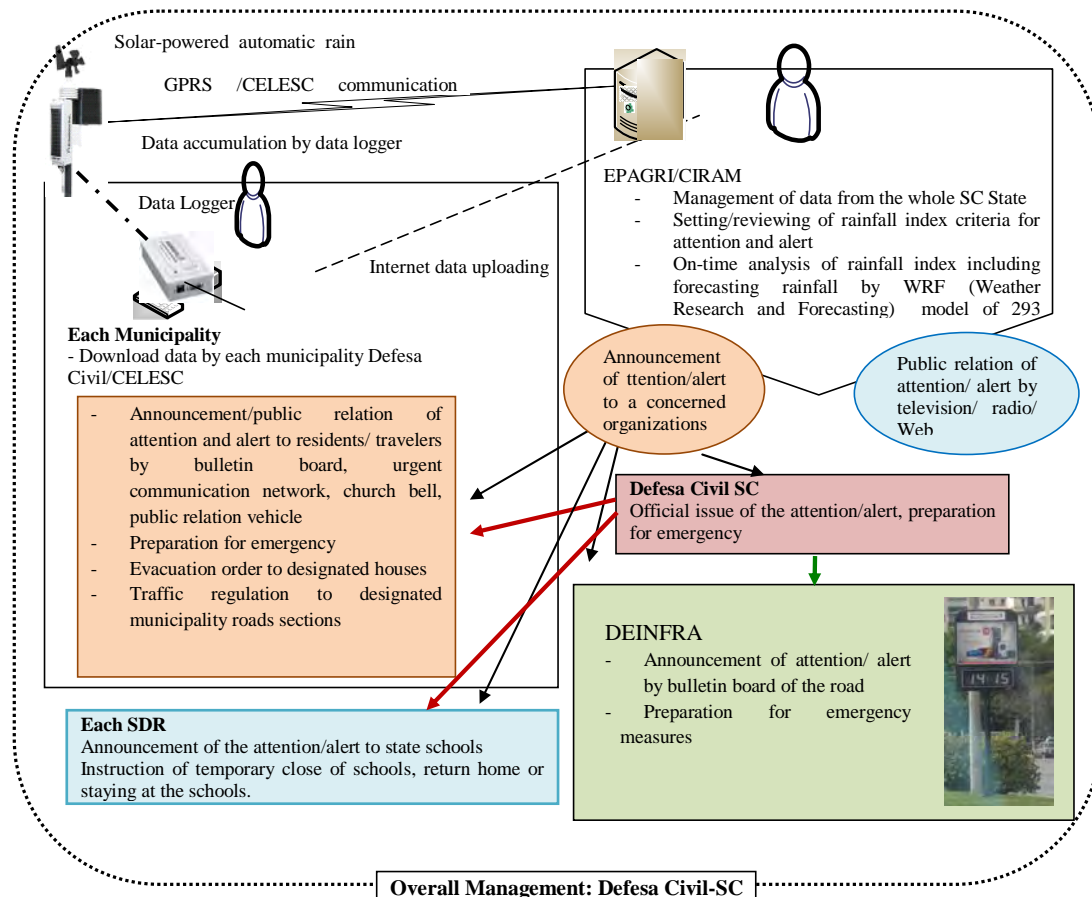 Solar-powered automatic rain
GPRS /CELESC communication
Data accumulation by data logger
Data Logger
Internet data uploading
EPAGRI/CIRAM
- Management of data from the whole SC State
- Setting/reviewing of rainfall index criteria for
attention and alert
- On-time analysis of rainfall index including
forecasting rainfall by WRF (Weather
Research and Forecasting) model of 293
Each Municipality
- Download data by each municipality Defesa
Civil/CELESC
- Announcement/public relation of
attention and alert to residents/ travelers
by bulletin board, urgent
communication network, church bell,
public relation vehicle
- Preparation for emergency
- Evacuation order to designated houses
- Traffic regulation to designated
municipality roads sections
Announcement
of ttention/alert
to a concerned
organizations
Public relation of
attention/ alert by
television/ radio/
Web
Defesa Civil SC
Official issue of the attention/alert, preparation
for emergency
DEINFRA
- Announcement of attention/ alert
by bulletin board of the road
- Preparation for emergency
measures
14:15
Each SDR
Announcement of the attention/alert to state schools
Instruction of temporary close of schools, return home or
staying at the schools.
Overall Management: Defesa Civil-SC